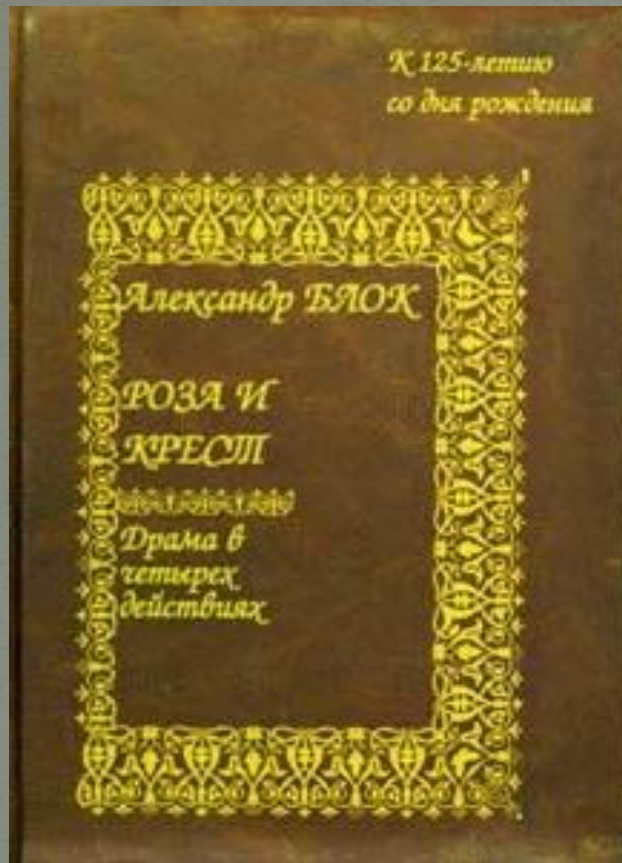 К 125-летию
со дня рождения
Александр БЛОК
РОЗА И
КРЕСТ
Драма в
четырех
действиях